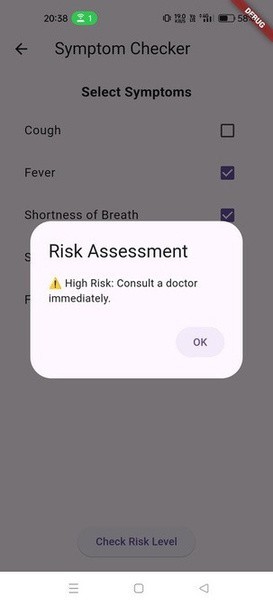 20:38
1
58%
DEBUG
Symptom Checker
Select Symptoms
Cough
Fever
Shortness of Breath
S
F
Risk Assessment
⚠️ High Risk: Consult a doctor
immediately.
OK
Check Risk Level